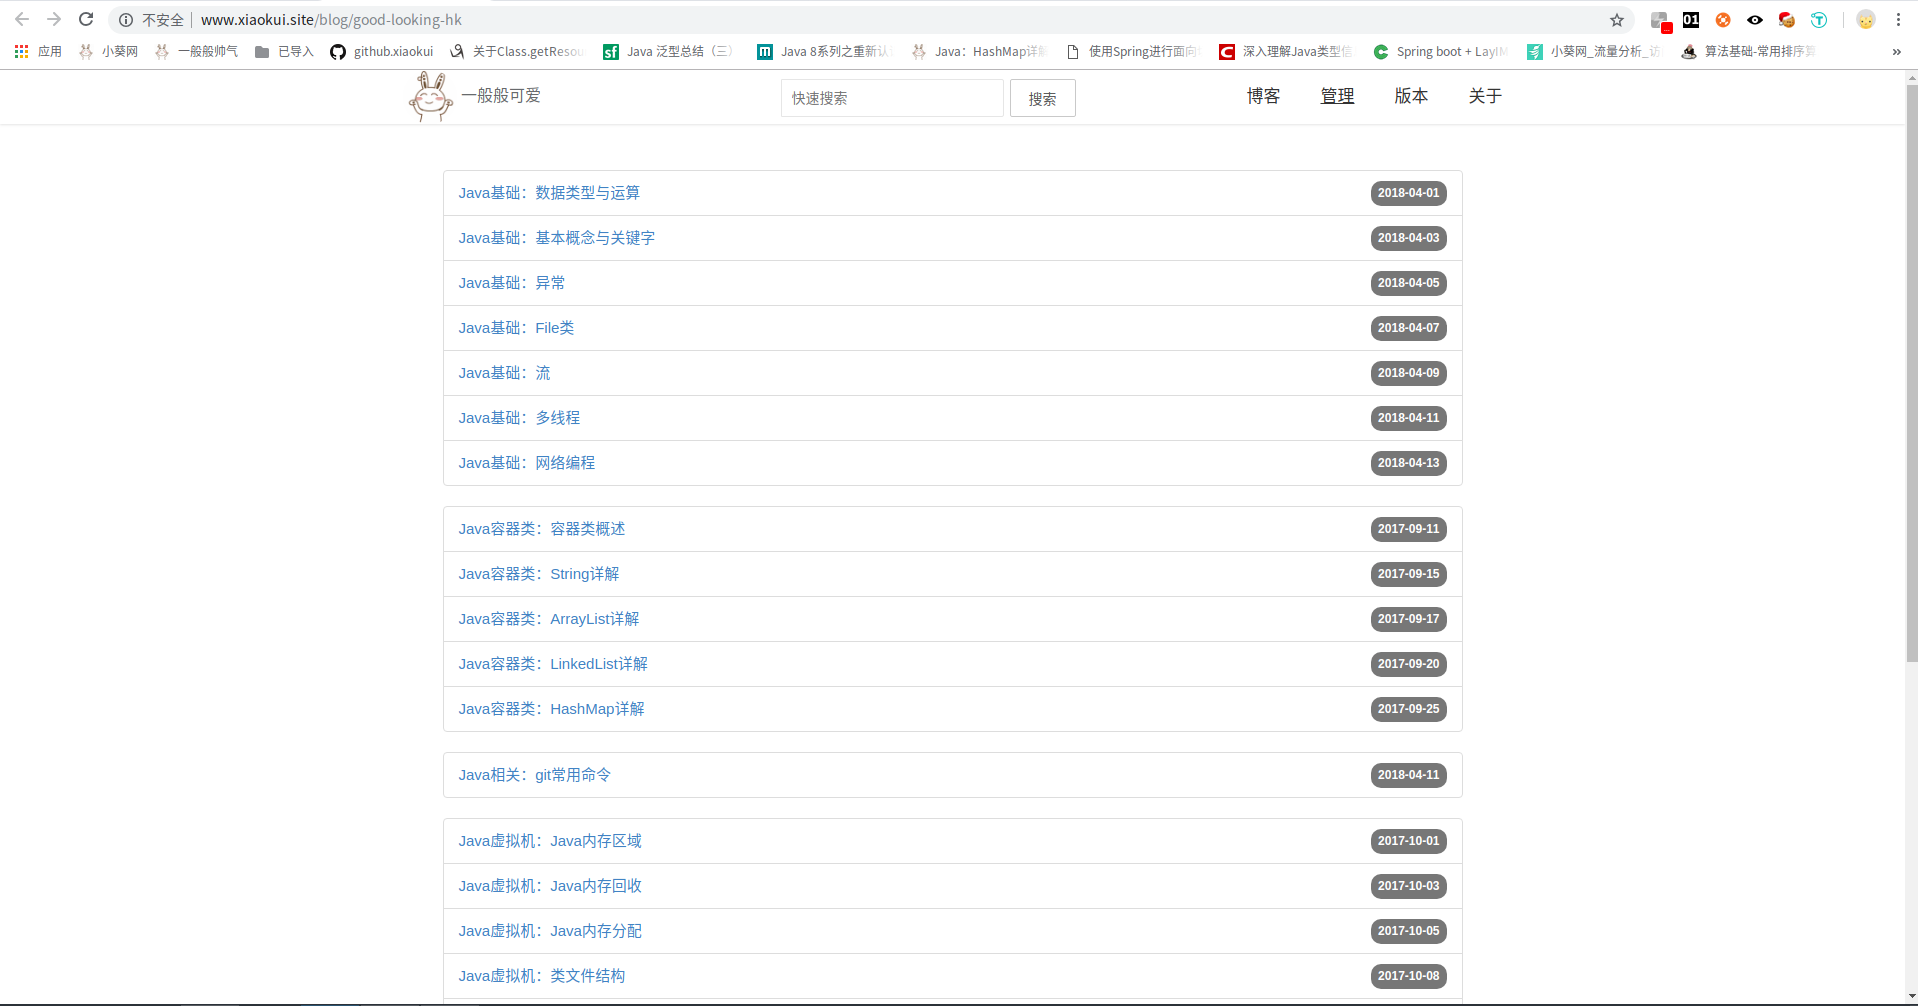 不安全 www.xiaokui.site/blog/good-looking-hk
01
应用 小葵网 一般般帅气 已导入 github.xiaokui 关于Class.getResou Java 泛型总结（三） Java 8系列之重新认 Java：HashMap详解 使用Spring进行面向 深入理解Java类型信 Spring boot + LayIM 小葵网_流量分析_访 算法基础-常用排序算 »
一般般可爱 快速搜索 搜索 博客 管理 版本 关于
Java基础：数据类型与运算 2018-04-01
Java基础：基本概念与关键字 2018-04-03
Java基础：异常 2018-04-05
Java基础：File类 2018-04-07
Java基础：流 2018-04-09
Java基础：多线程 2018-04-11
Java基础：网络编程 2018-04-13
Java容器类：容器类概述 2017-09-11
Java容器类：String详解 2017-09-15
Java容器类：ArrayList详解 2017-09-17
Java容器类：LinkedList详解 2017-09-20
Java容器类：HashMap详解 2017-09-25
Java相关：git常用命令 2018-04-11
Java虚拟机：Java内存区域 2017-10-01
Java虚拟机：Java内存回收 2017-10-03
Java虚拟机：Java内存分配 2017-10-05
Java虚拟机：类文件结构 2017-10-08